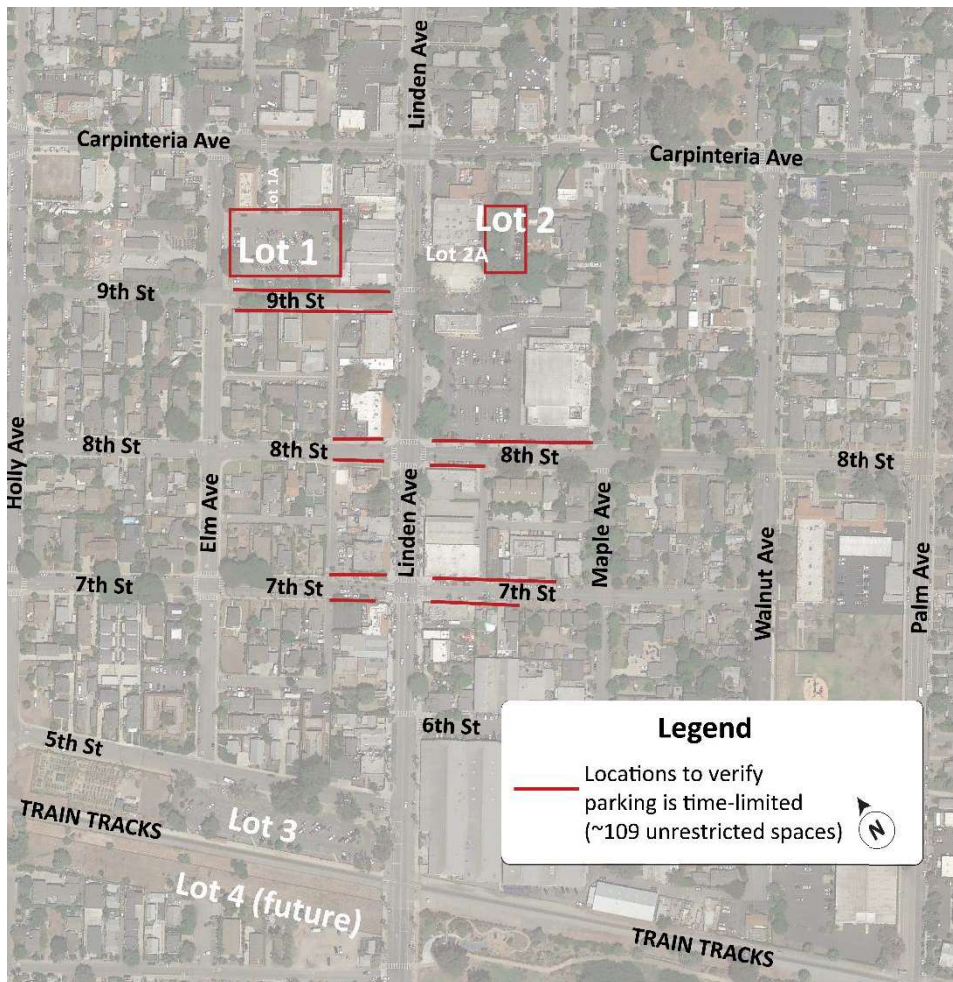 Linden Ave
Carpinteria Ave
Carpinteria Ave
Lot 1A
Lot 1
Lot 2
Lot 2A
9th St
9th St
Holly Ave
8th St
8th St
8th St
8th St
Elm Ave
Linden Ave
Maple Ave
Walnut Ave
Palm Ave
7th St
7th St
7th St
6th St
5th St
TRAIN TRACKS
Lot 3
Lot 4 (future)
TRAIN TRACKS
Legend
Locations to verify
parking is time-limited
(~109 unrestricted spaces)
N